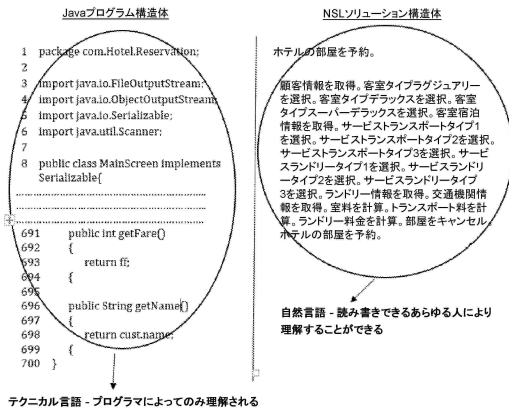 Javaプログラム構造体
1 package com.Hotel.Reservation;
2
3 import java.io.FileOutputStream;
4 import java.io.ObjectOutputStream;
5 import java.io.Serializable;
6 import java.util.Scanner;
7
8 public class MainScreen implements
Serializable{
691 public int getFare()
692 {
693 return ff;
694 {
695
696 public String getName()
697 {
698 return cust.name;
699 {
700 }
テクニカル言語 - プログラマによってのみ理解される
NSLソリューション構造体
ホテルの部屋を予約。
顧客情報を取得。客室タイプラグジュアリー
を選択。客室タイプデラックスを選択。客室
タイプスーパーデラックスを選択。客室宿泊
情報を取得。サービストランスポートタイプ1
を選択。サービストランスポートタイプ2を選択。
サービストランスポートタイプ3を選択。サービ
スランドリータイプ1を選択。サービスランドリ
ータイプ2を選択。サービスランドリータイプ
3を選択。ランドリー情報を取得。交通機関情
報を取得。室料を計算。トランスポート料を計
算。ランドリー料金を計算。部屋をキャンセル。
ホテルの部屋を予約。
自然言語 - 読み書きできるあらゆる人により
理解することができる